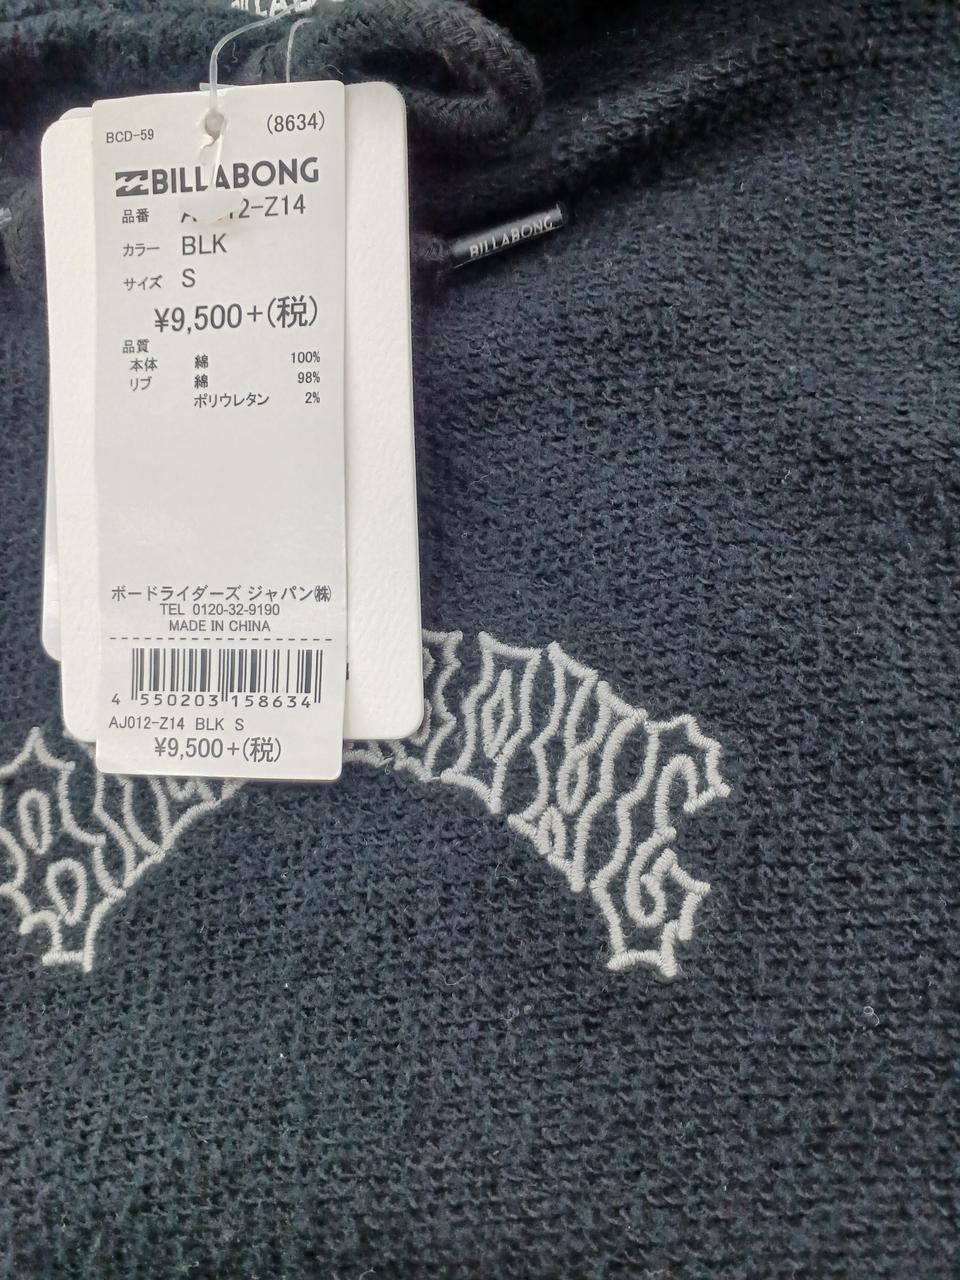 BCD-59 (8634)
BILLABONG
品番 AJ012-Z14
カラー BLK
サイズ S
¥9,500+(税)
品質
本体 綿 100%
リブ 綿 98%
ポリウレタン 2%
ボードライダーズ ジャパン㈱
TEL 0120-32-9190
MADE IN CHINA
4 550203 158634
AJ012-Z14 BLK S
¥9,500+(税)
BILLABONG